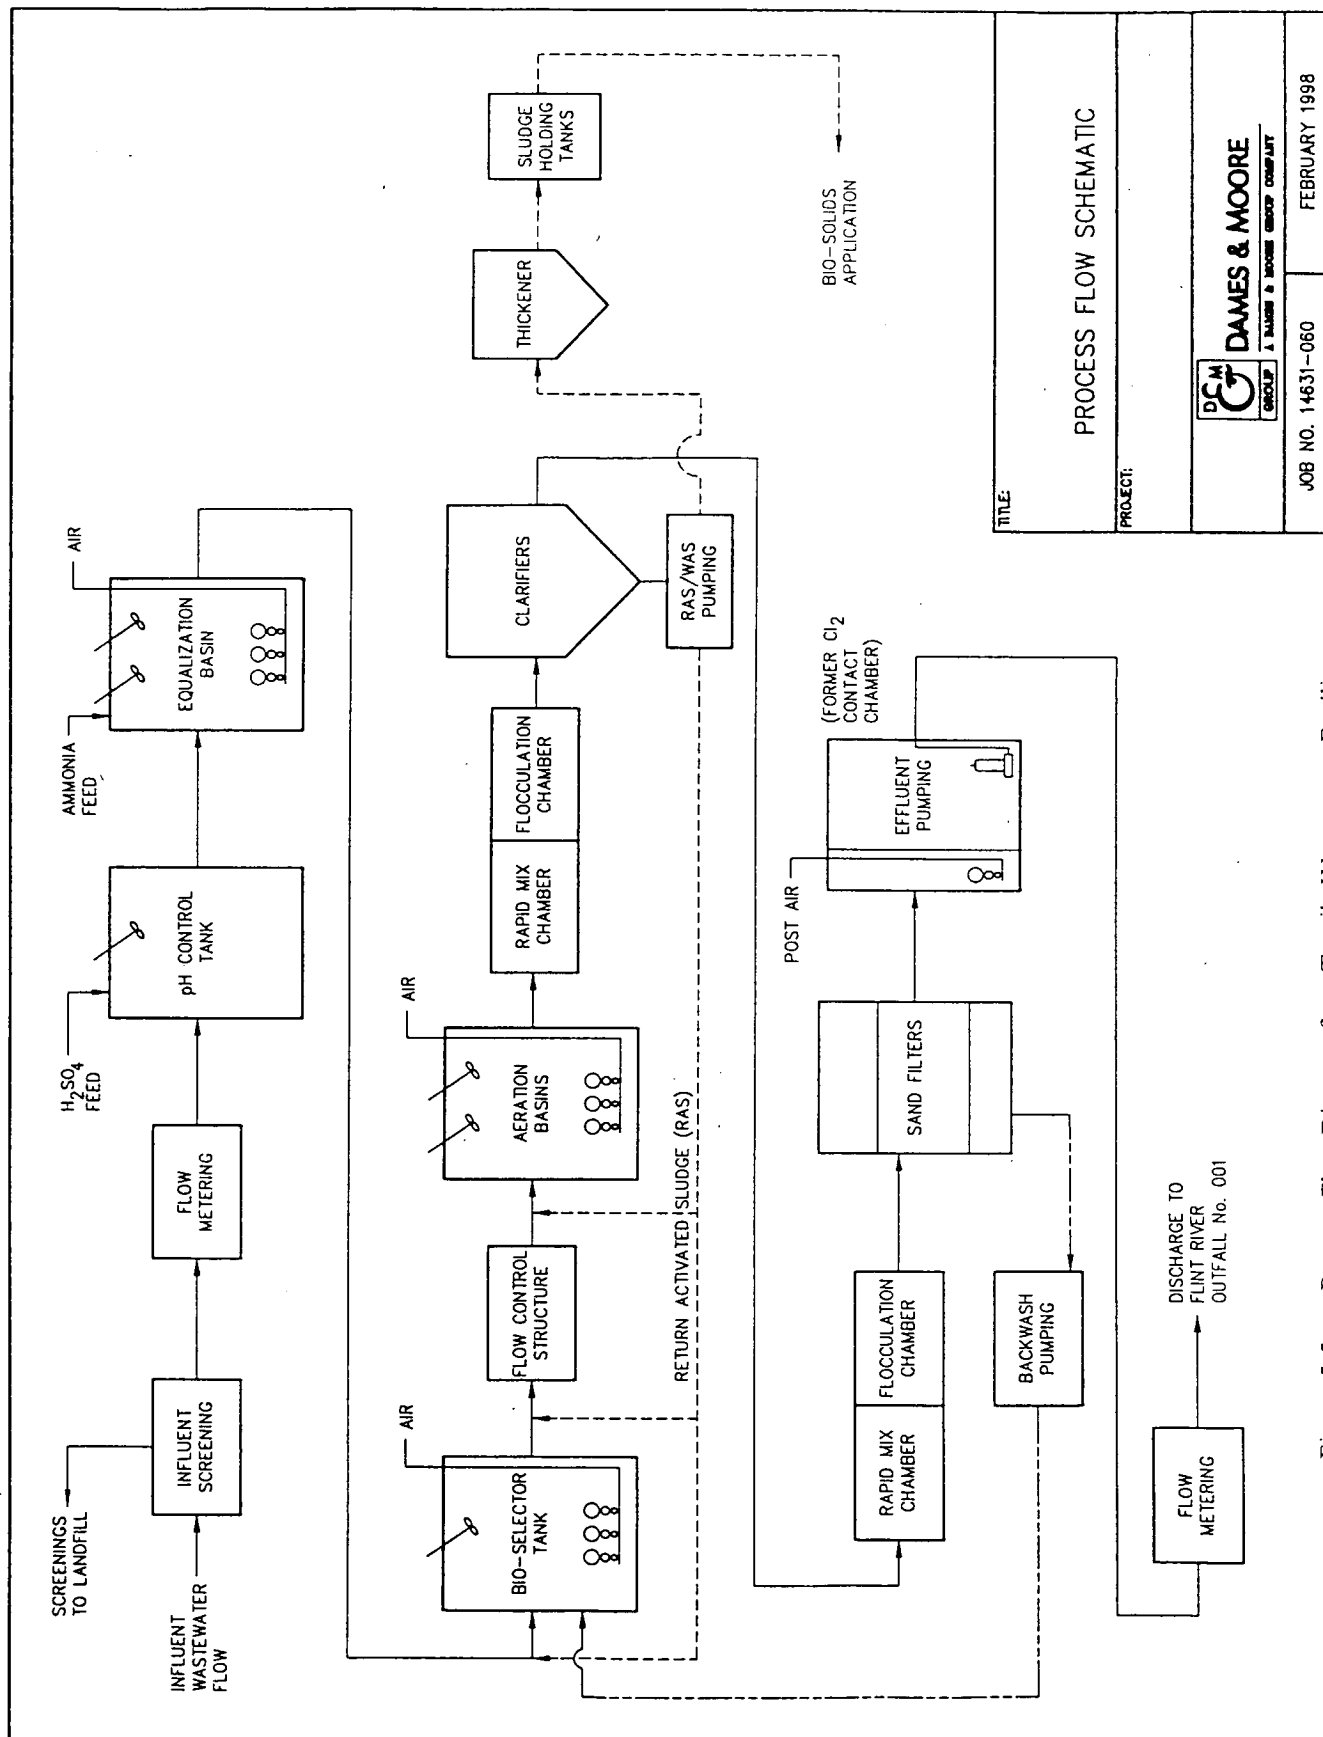 SCREENINGS
TO LANDFILL
INFLUENT
WASTEWATER
FLOW
INFLUENT
SCREENING
FLOW
METERING
H2SO4
FEED
pH CONTROL
TANK
AMMONIA
FEED
EQUALIZATION
BASIN
AIR
AIR
BIO-SELECTOR
TANK
FLOW CONTROL
STRUCTURE
AIR
AERATION
BASINS
RAPID MIX
CHAMBER
FLOCCULATION
CHAMBER
CLARIFIERS
THICKENER
SLUDGE
HOLDING
TANKS
RETURN ACTIVATED SLUDGE (RAS)
RAS/WAS
PUMPING
BIO-SOLIDS
APPLICATION
RAPID MIX
CHAMBER
FLOCCULATION
CHAMBER
SAND FILTERS
POST AIR
EFFLUENT
PUMPING
(FORMER Cl2
CONTACT
CHAMBER)
BACKWASH
PUMPING
FLOW
METERING
DISCHARGE TO
FLINT RIVER
OUTFALL No. 001
TITLE:
PROCESS FLOW SCHEMATIC
PROJECT:
D&M
GROUP
DAMES & MOORE
A DAMES & MOORE GROUP COMPANY
JOB NO. 14631-060
FEBRUARY 1998